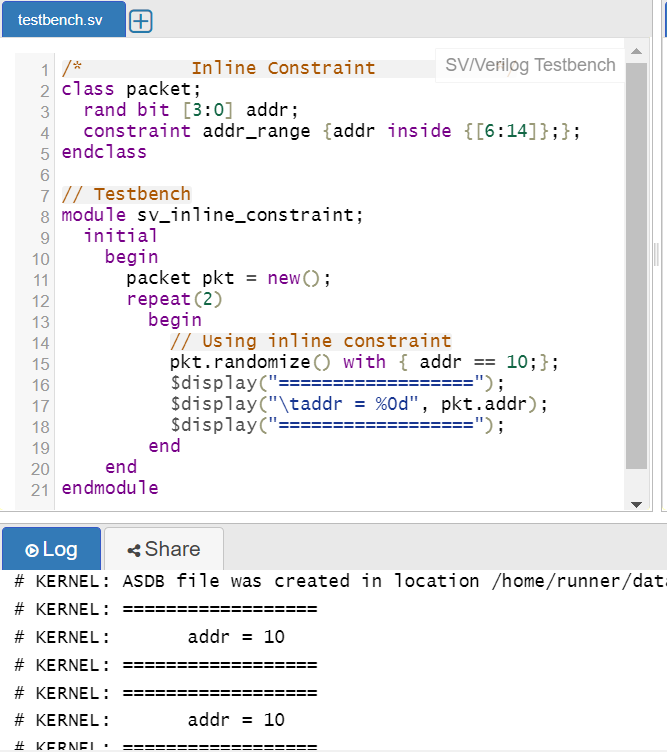 testbench.sv
SV/Verilog Testbench
1 /*          Inline Constraint
2 class packet;
3   rand bit [3:0] addr;
4   constraint addr_range {addr inside {[6:14]};};
5 endclass
6
7 // Testbench
8 module sv_inline_constraint;
9   initial
10     begin
11       packet pkt = new();
12       repeat(2)
13         begin
14           // Using inline constraint
15           pkt.randomize() with { addr == 10;};
16           $display("==================");
17           $display("\taddr = %0d", pkt.addr);
18           $display("==================");
19         end
20     end
21 endmodule
Log
Share
# KERNEL: ASDB file was created in location /home/runner/data
# KERNEL: ==================
# KERNEL:       addr = 10
# KERNEL: ==================
# KERNEL: ==================
# KERNEL:       addr = 10
# KERNEL: ==================